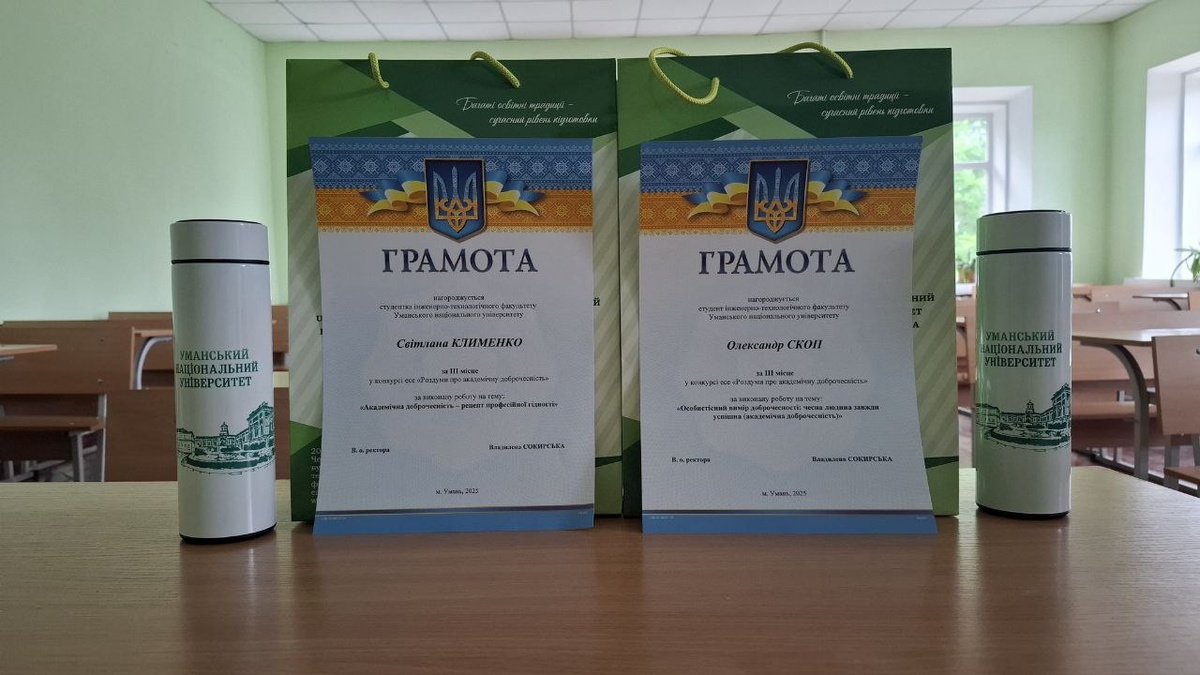 Багаті освітні традиції –
сучасний рівень підготовки
ГРАМОТА
нагороджується
студентка інженерно-технологічного факультету
Уманського національного університету
Світлана КЛИМЕНКО
за ІІІ місце
у конкурсі есе «Роздуми про академічну доброчесність»
за виконану роботу на тему:
«Академічна доброчесність – рецепт професійної гідності»
В. о. ректора Владилена СОКИРСЬКА
м. Умань, 2025
Багаті освітні традиції –
сучасний рівень підготовки
ГРАМОТА
нагороджується
студент інженерно-технологічного факультету
Уманського національного університету
Олександр СКОП
за ІІІ місце
у конкурсі есе «Роздуми про академічну доброчесність»
за виконану роботу на тему:
«Особистісний вимір доброчесності: чесна людина завжди
успішна (академічна доброчесність)»
В. о. ректора Владилена СОКИРСЬКА
м. Умань, 2025
УМАНСЬКИЙ
НАЦІОНАЛЬНИЙ
УНІВЕРСИТЕТ
УМАНСЬКИЙ
НАЦІОНАЛЬНИЙ
УНІВЕРСИТЕТ